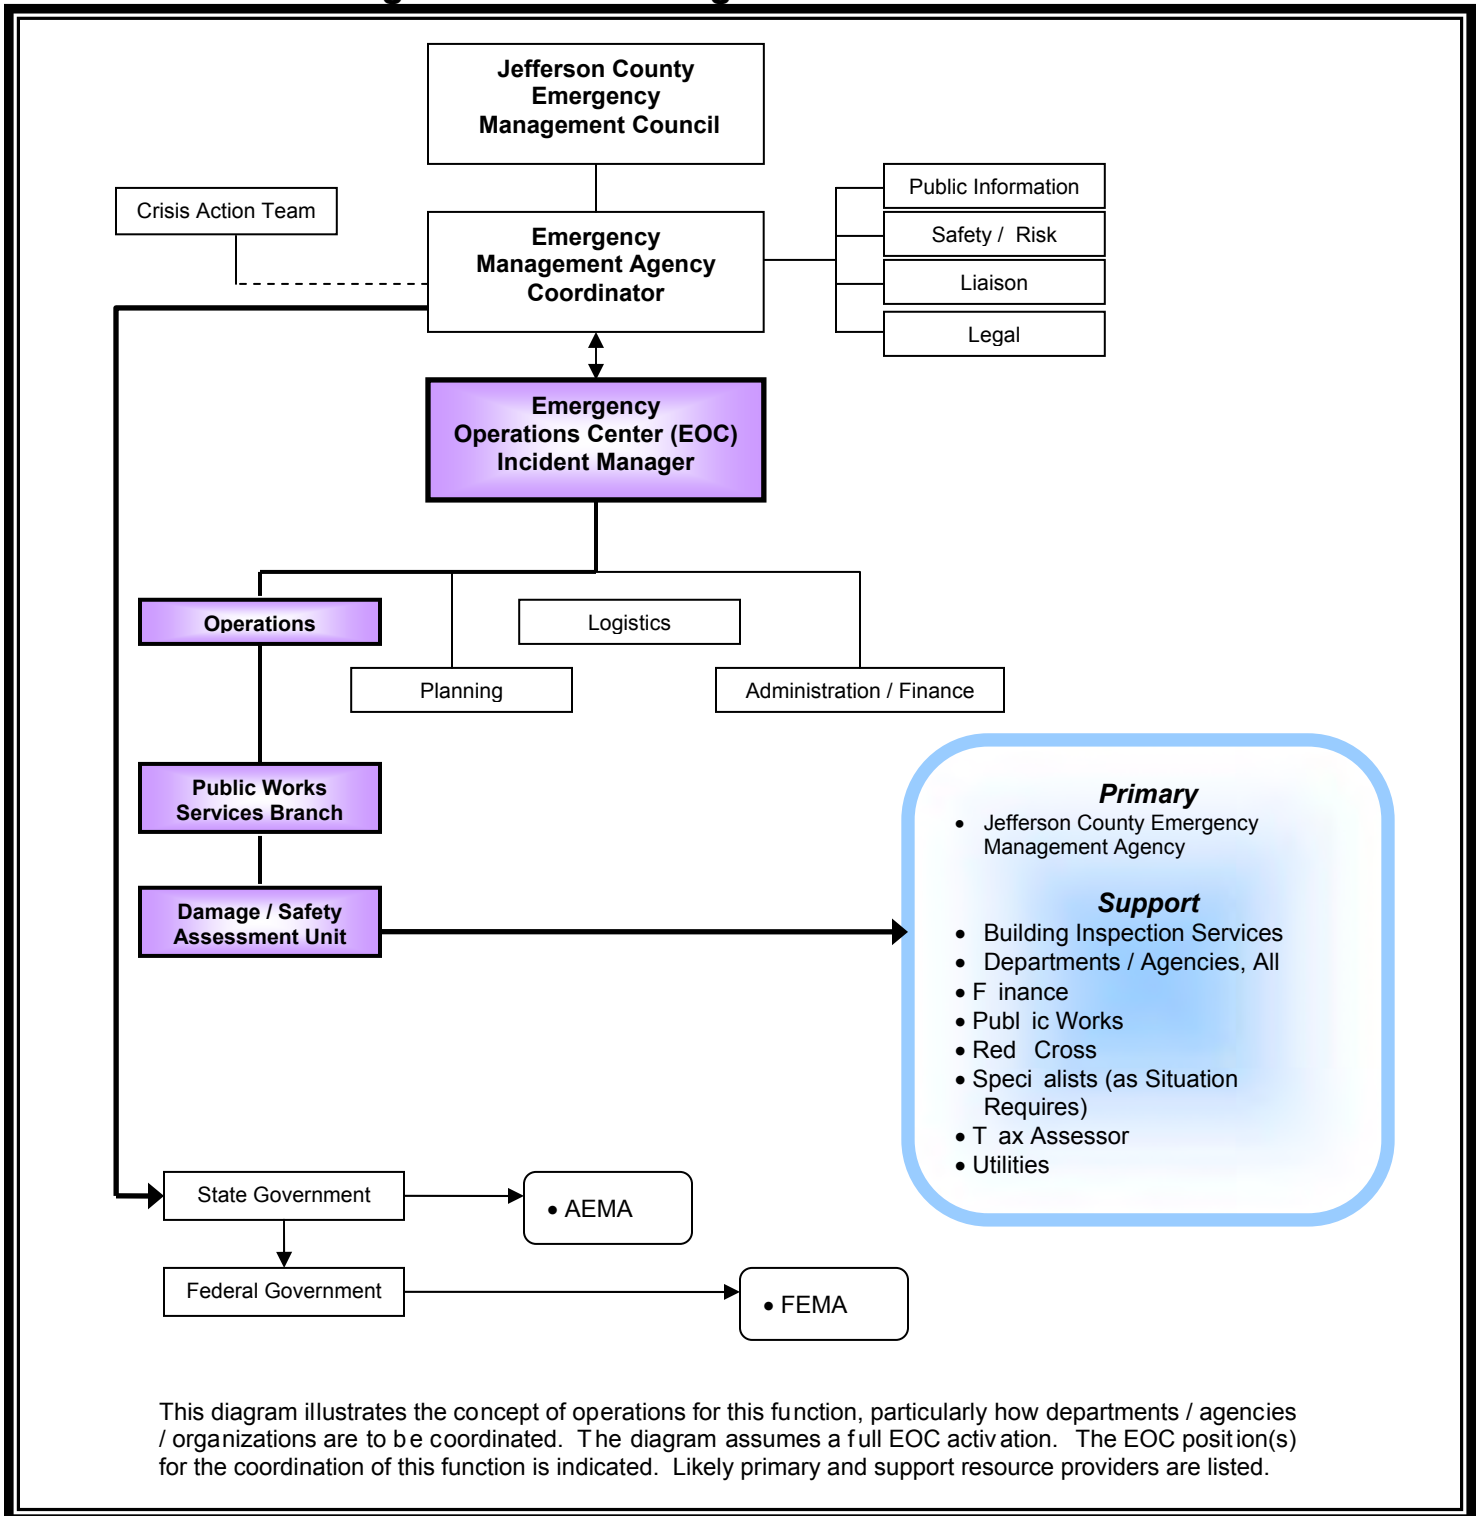 Jefferson County
Emergency
Management Council
Public Information
Crisis Action Team
Safety / Risk
Emergency
Management Agency
Coordinator
Liaison
Legal
Emergency
Operations Center (EOC)
Incident Manager
Operations
Logistics
Planning
Administration / Finance
Public Works
Services Branch
Damage / Safety
Assessment Unit
Primary
• Jefferson County Emergency
Management Agency
Support
• Building Inspection Services
• Departments / Agencies, All
• F inance
• Publ ic Works
• Red Cross
• Speci alists (as Situation
Requires)
• T ax Assessor
• Utilities
State Government
• AEMA
Federal Government
• FEMA
This diagram illustrates the concept of operations for this function, particularly how departments / agencies
/ organizations are to be coordinated. The diagram assumes a full EOC activation. The EOC position(s)
for the coordination of this function is indicated. Likely primary and support resource providers are listed.